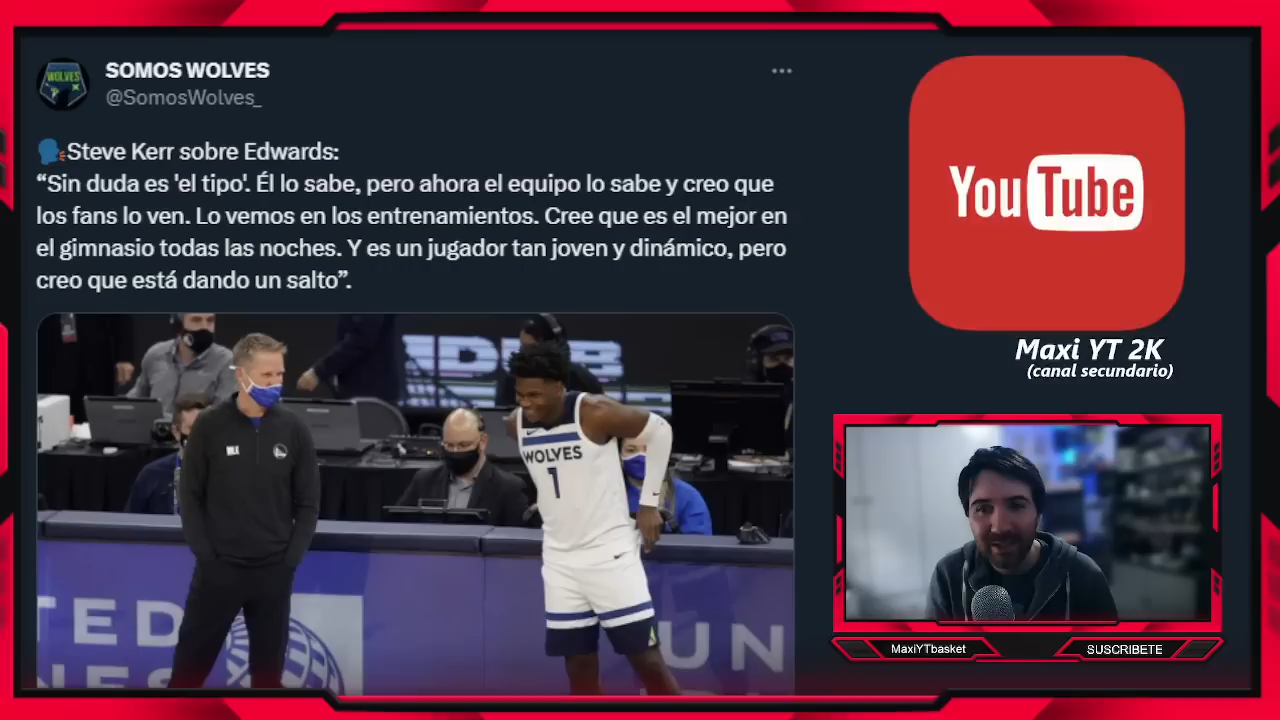 SOMOS WOLVES
@SomosWolves_
🗣️Steve Kerr sobre Edwards:
“Sin duda es 'el tipo'. Él lo sabe, pero ahora el equipo lo sabe y creo que
los fans lo ven. Lo vemos en los entrenamientos. Cree que es el mejor en
el gimnasio todas las noches. Y es un jugador tan joven y dinámico, pero
creo que está dando un salto”.
WOLVES
WOLVES
1
TED
UN
YouTube
Maxi YT 2K
(canal secundario)
MaxiYTbasket
SUSCRIBETE